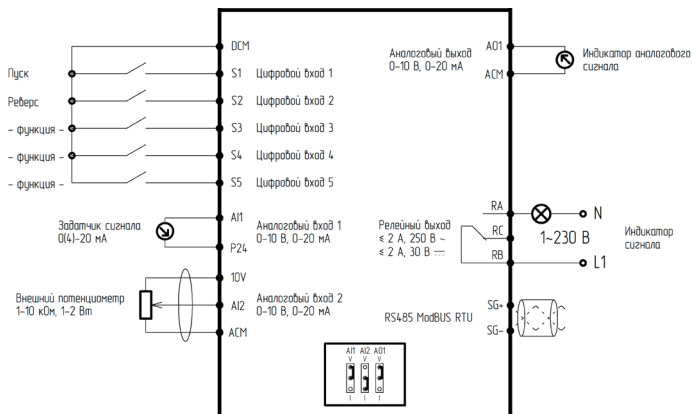 DCM
Пуск
S1 Цифровой вход 1
Реверс
S2 Цифровой вход 2
- функция -
S3 Цифровой вход 3
- функция -
S4 Цифровой вход 4
- функция -
S5 Цифровой вход 5
Задатчик сигнала
0(4)-20 мА
AI1
P24
Аналоговый вход 1
0-10 В, 0-20 мА
Внешний потенциометр
1-10 кОм, 1-2 Вт
10V
AI2
ACM
Аналоговый вход 2
0-10 В, 0-20 мА
Аналоговый выход
0-10 В, 0-20 мА
AO1
ACM
Индикатор аналогового
сигнала
Релейный выход
≤ 2 А, 250 В ~
≤ 2 А, 30 В ⎓
RA
RC
RB
N
1~230 В
L1
Индикатор
сигнала
RS485 ModBUS RTU
SG+
SG-
AI1 AI2 AO1
V V V
I I I